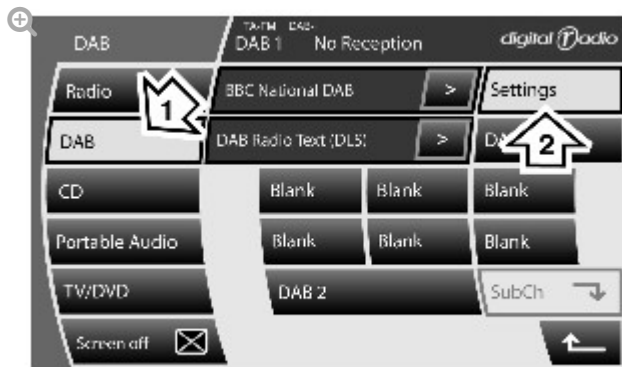 DAB
TA-FM DAB-
DAB 1 No Reception
digital radio
Radio
1
BBC National DAB >
Settings
DAB
DAB Radio Text (DLS) >
2
CD
Blank Blank Blank
Portable Audio
Blank Blank Blank
TV/DVD
DAB 2
SubCh
Screen off